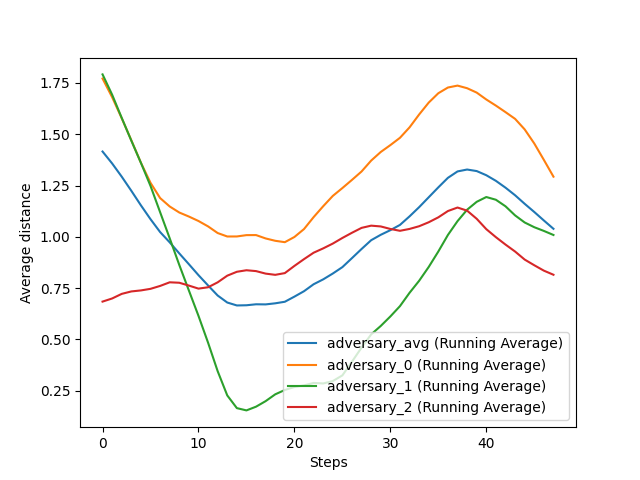 Average distance
1.75
1.50
1.25
1.00
0.75
0.50
0.25
adversary_avg (Running Average)
adversary_0 (Running Average)
adversary_1 (Running Average)
adversary_2 (Running Average)
0 10 20 30 40
Steps